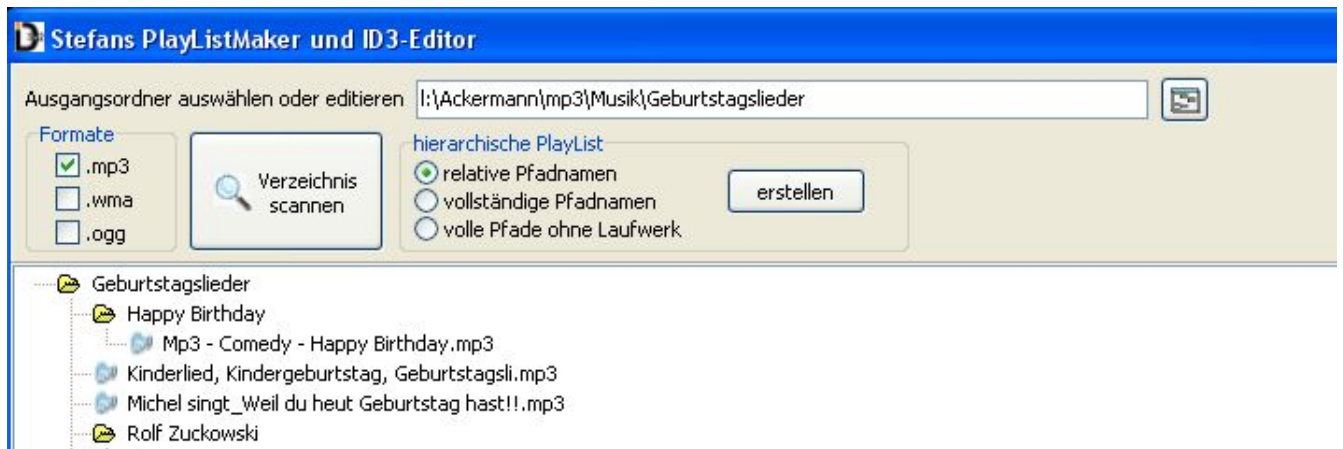 Stefans PlayListMaker und ID3-Editor
Ausgangsordner auswählen oder editieren I:\Ackermann\mp3\Musik\Geburtstagslieder
Formate
.mp3
.wma
.ogg
Verzeichnis
scannen
hierarchische PlayList
relative Pfadnamen
vollständige Pfadnamen
volle Pfade ohne Laufwerk
erstellen
Geburtstagslieder
Happy Birthday
Mp3 - Comedy - Happy Birthday.mp3
Kinderlied, Kindergeburtstag, Geburtstagsli.mp3
Michel singt_Weil du heut Geburtstag hast!!.mp3
Rolf Zuckowski